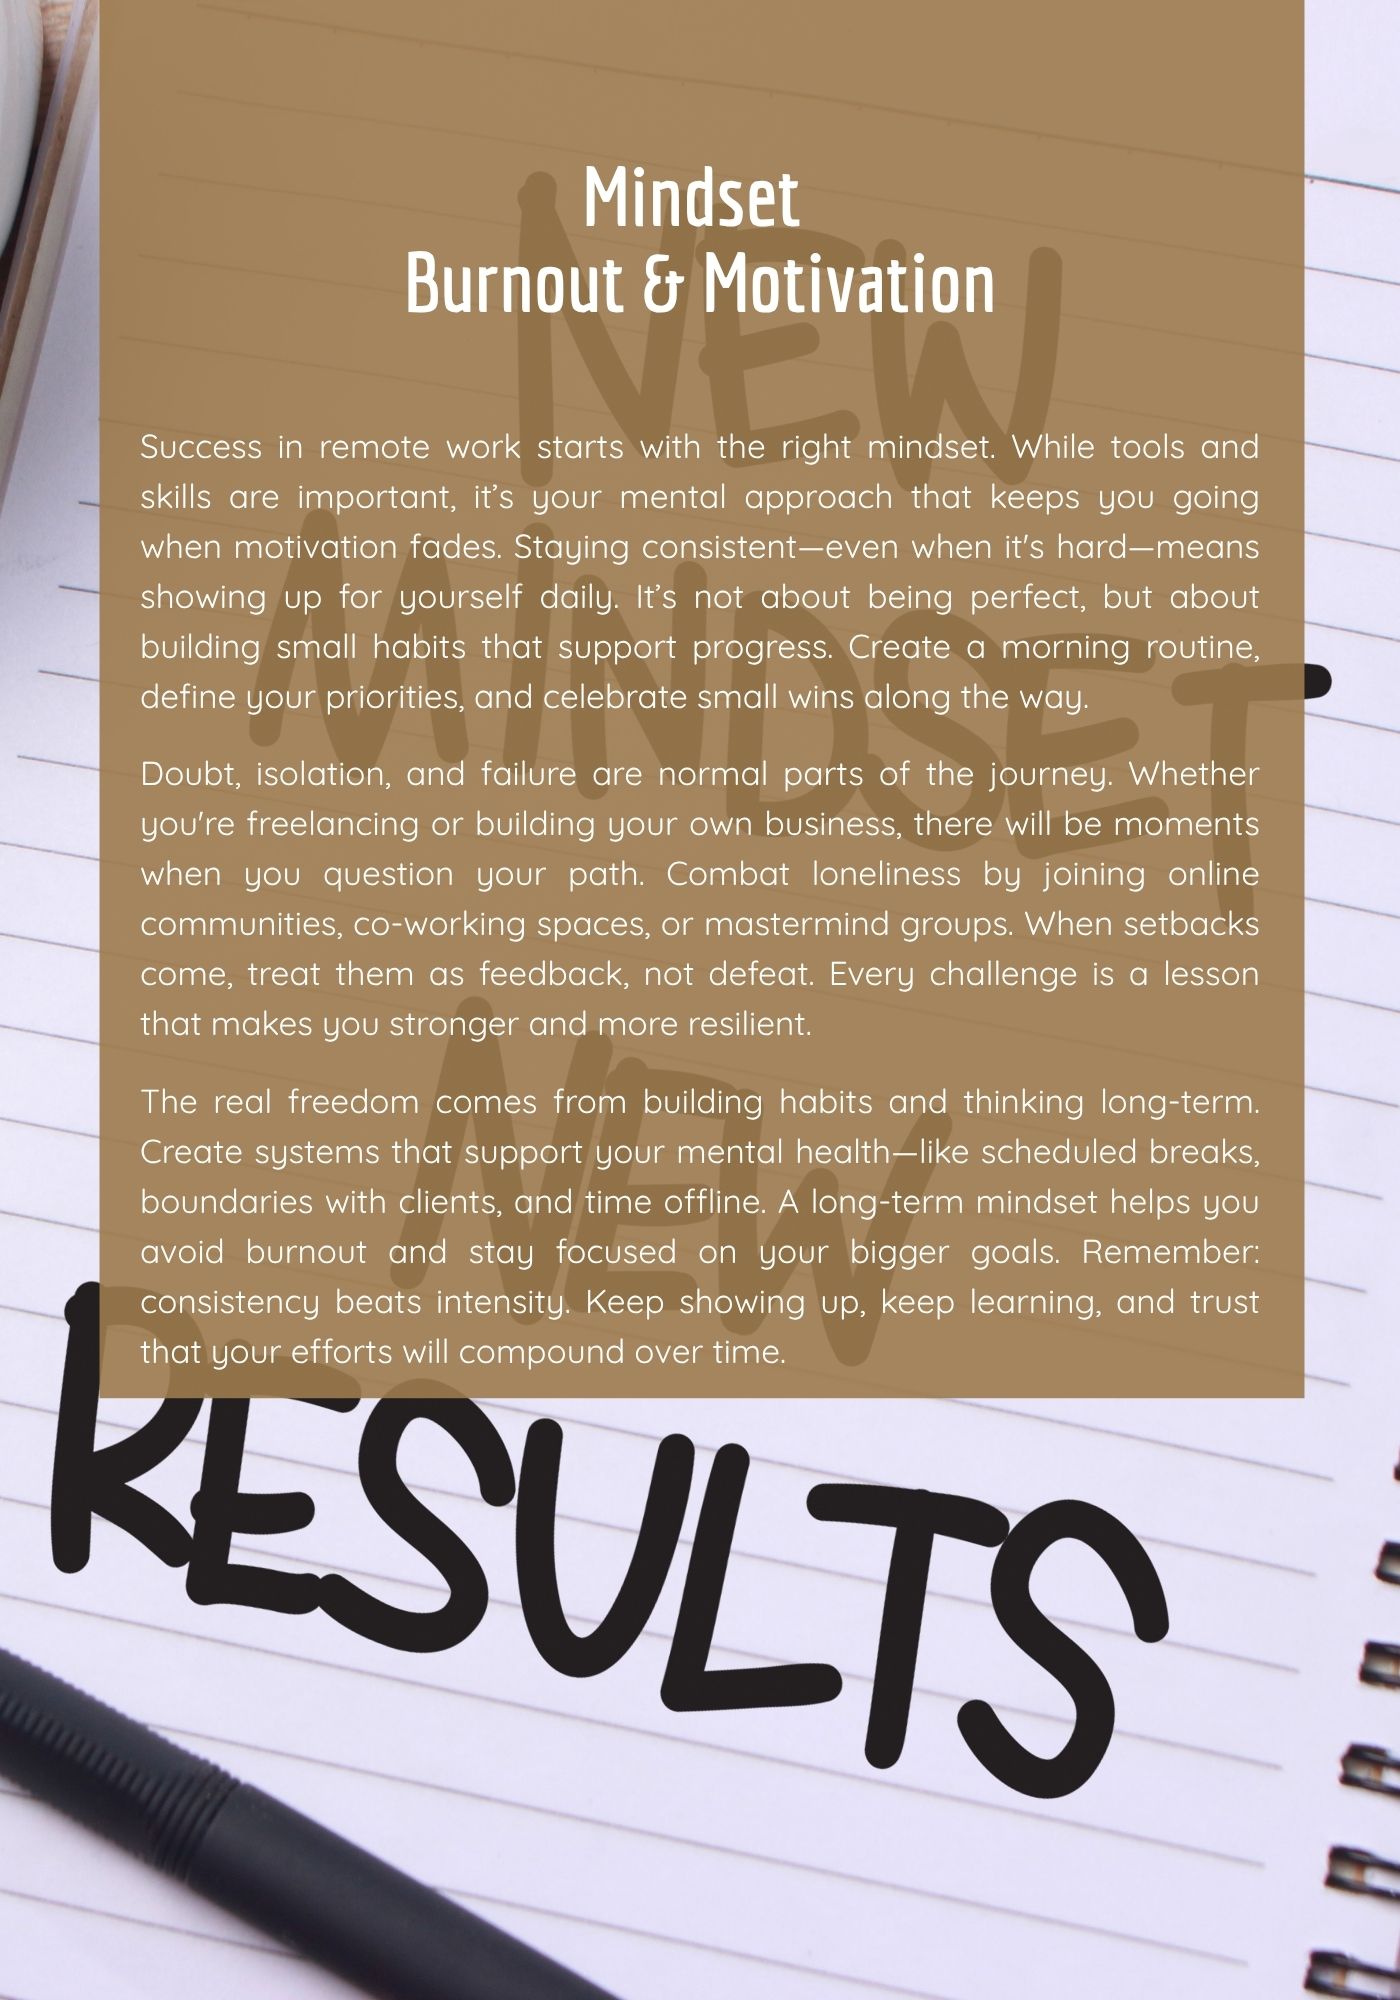 Mindset
Burnout & Motivation
Success in remote work starts with the right mindset. While tools and
skills are important, it’s your mental approach that keeps you going
when motivation fades. Staying consistent—even when it's hard—means
showing up for yourself daily. It’s not about being perfect, but about
building small habits that support progress. Create a morning routine,
define your priorities, and celebrate small wins along the way.
Doubt, isolation, and failure are normal parts of the journey. Whether
you're freelancing or building your own business, there will be moments
when you question your path. Combat loneliness by joining online
communities, co-working spaces, or mastermind groups. When setbacks
come, treat them as feedback, not defeat. Every challenge is a lesson
that makes you stronger and more resilient.
The real freedom comes from building habits and thinking long-term.
Create systems that support your mental health—like scheduled breaks,
boundaries with clients, and time offline. A long-term mindset helps you
avoid burnout and stay focused on your bigger goals. Remember:
consistency beats intensity. Keep showing up, keep learning, and trust
that your efforts will compound over time.
NEW
MINDSET
NEW
RESULTS